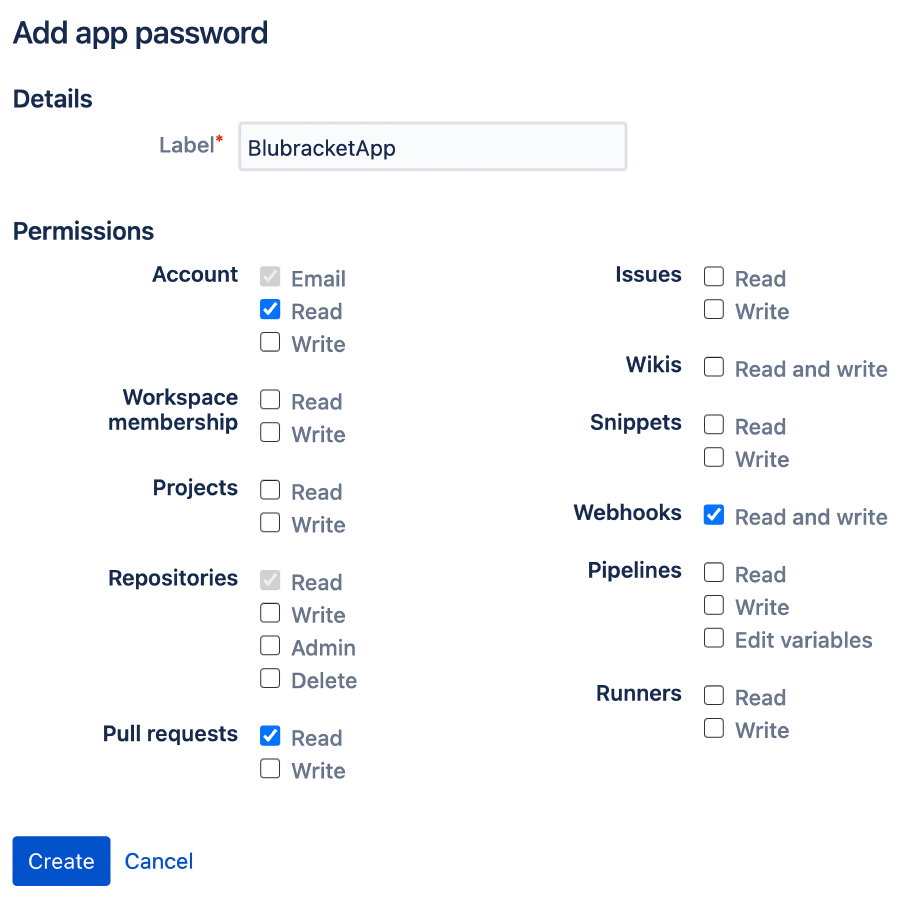 Add app password
Details
Label*
BlubracketApp
Permissions
Account
Email
Read
Write
Workspace
membership
Read
Write
Projects
Read
Write
Repositories
Read
Write
Admin
Delete
Pull requests
Read
Write
Issues
Read
Write
Wikis
Read and write
Snippets
Read
Write
Webhooks
Read and write
Pipelines
Read
Write
Edit variables
Runners
Read
Write
Create
Cancel